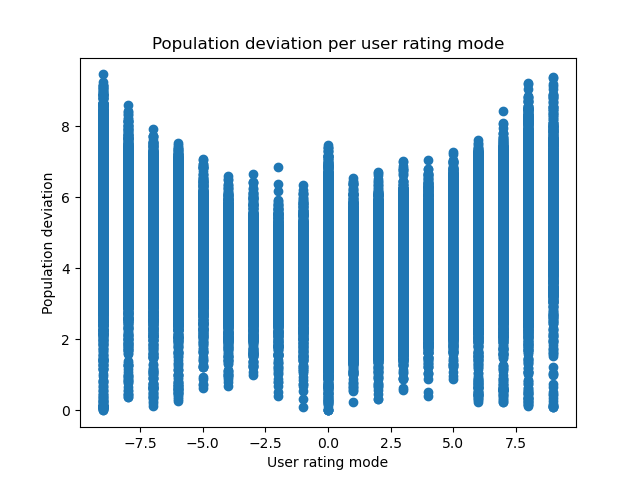 Population deviation per user rating mode
8
6
4
2
0
Population deviation
−7.5 −5.0 −2.5 0.0 2.5 5.0 7.5
User rating mode